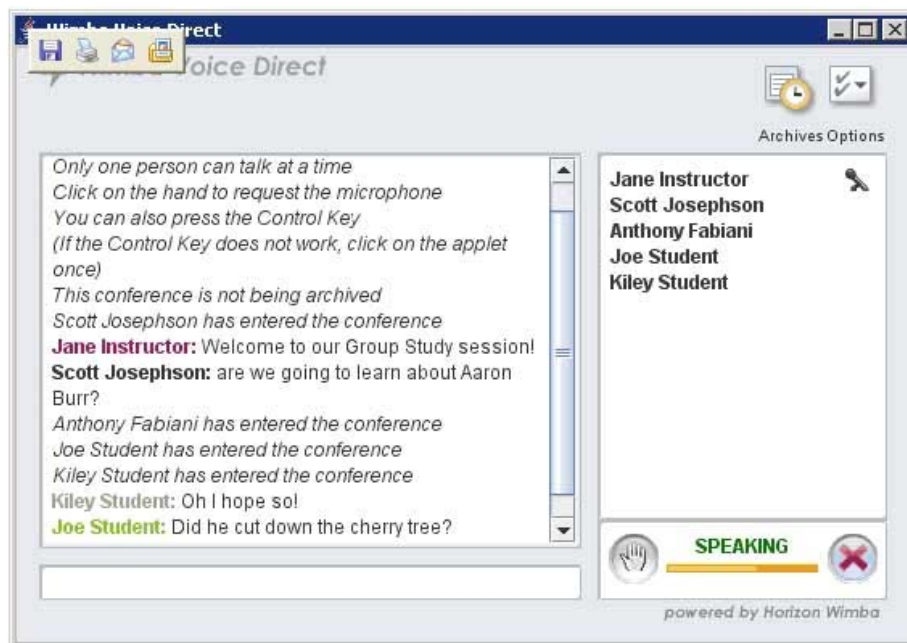 Wimba Voice Direct
Wimba Voice Direct
Archives Options
Only one person can talk at a time
Click on the hand to request the microphone
You can also press the Control Key
(If the Control Key does not work, click on the applet
once)
This conference is not being archived
Scott Josephson has entered the conference
Jane Instructor: Welcome to our Group Study session!
Scott Josephson: are we going to learn about Aaron
Burr?
Anthony Fabiani has entered the conference
Joe Student has entered the conference
Kiley Student has entered the conference
Kiley Student: Oh I hope so!
Joe Student: Did he cut down the cherry tree?
Jane Instructor
Scott Josephson
Anthony Fabiani
Joe Student
Kiley Student
SPEAKING
powered by Horizon Wimba